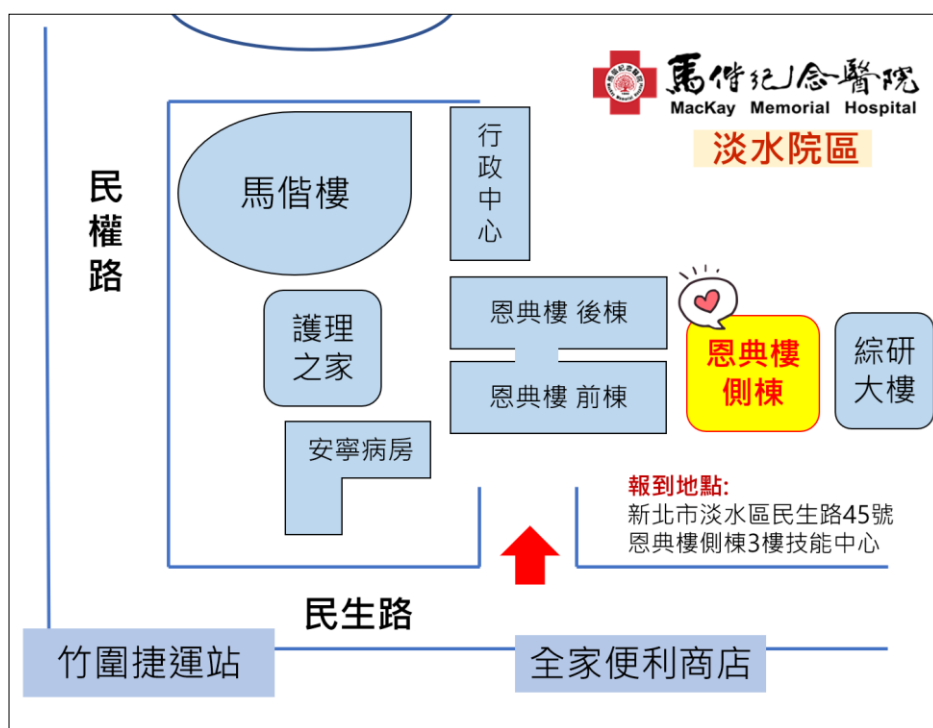 馬偕紀念醫院
MacKay Memorial Hospital
淡水院區
民權路
馬偕樓
行政中心
護理
之家
恩典樓 後棟
恩典樓 前棟
恩典樓
側棟
綜研
大樓
安寧病房
報到地點:
新北市淡水區民生路45號
恩典樓側棟3樓技能中心
民生路
竹圍捷運站
全家便利商店